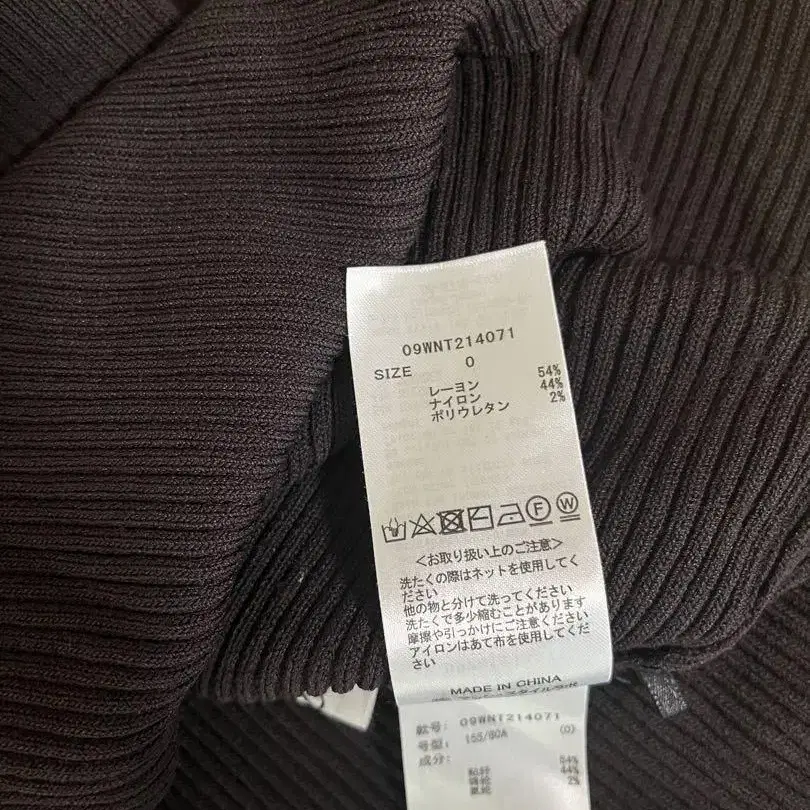 09WNT214071
SIZE 0
レーヨン 54%
ナイロン 44%
ポリウレタン 2%
F W
<お取り扱い上のご注意>
洗たくの際はネットを使用してく
ださい
他の物と分けて洗ってください
洗たくで多少縮むことがあります
摩擦や引っかけにご注意ください
アイロンはあて布を使用してくだ
さい
MADE IN CHINA
款号: 09WNT214071
号型: 155/80A (0)
成分: 54%
44%
2%